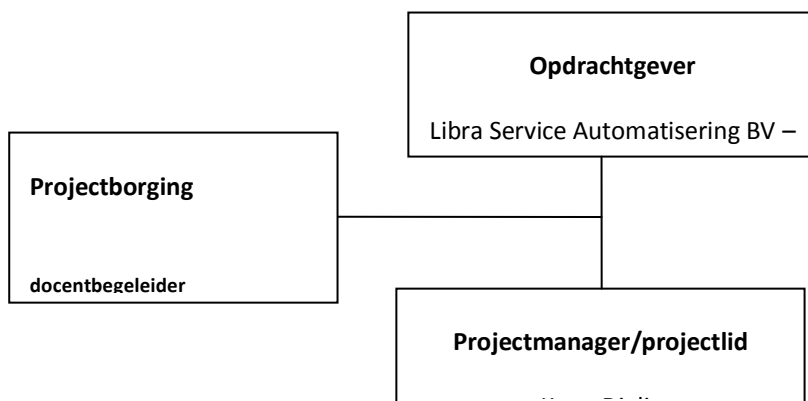 Opdrachtgever
Libra Service Automatisering BV –
Projectborging
docentbegeleider
Projectmanager/projectlid